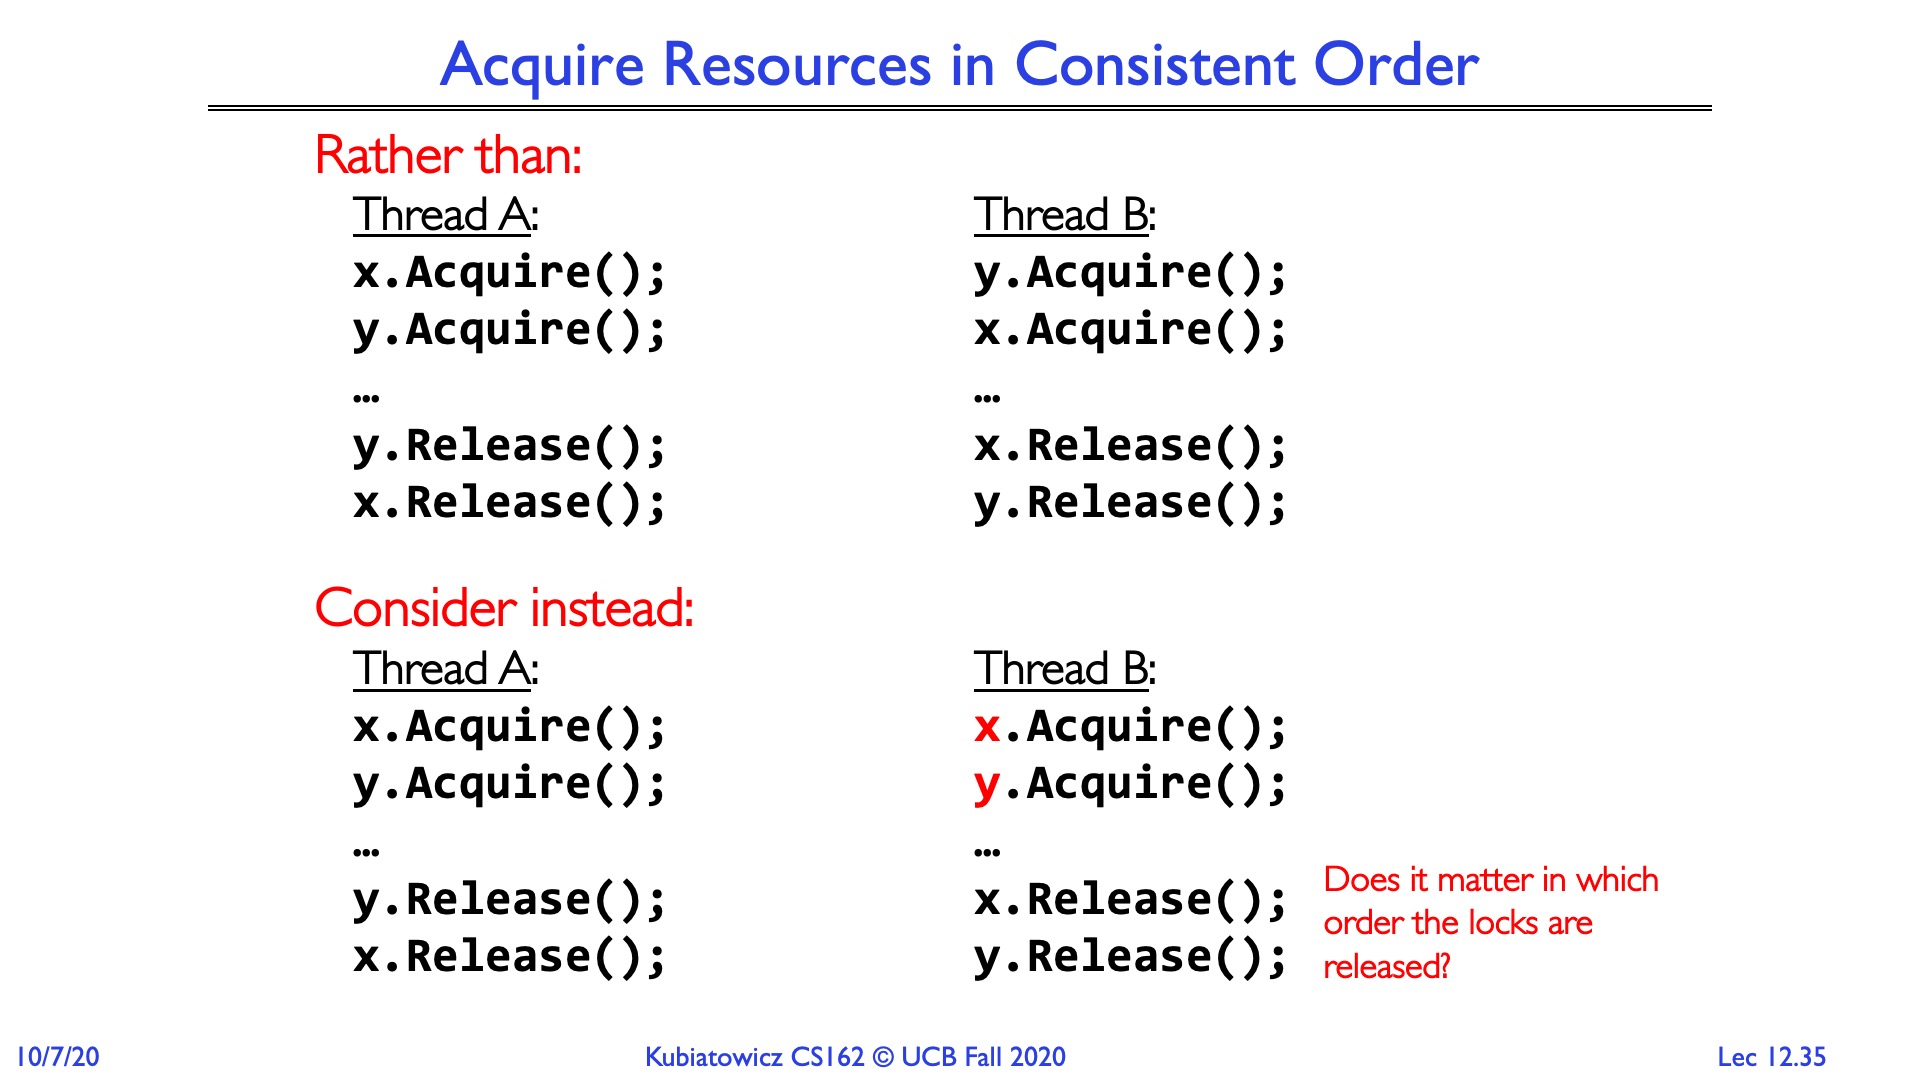 Acquire Resources in Consistent Order
Rather than:
Thread A:
x.Acquire();
y.Acquire();
…
y.Release();
x.Release();
Thread B:
y.Acquire();
x.Acquire();
…
x.Release();
y.Release();
Consider instead:
Thread A:
x.Acquire();
y.Acquire();
…
y.Release();
x.Release();
Thread B:
x.Acquire();
y.Acquire();
…
x.Release();
y.Release();
Does it matter in which
order the locks are
released?
10/7/20
Kubiatowicz CS162 © UCB Fall 2020
Lec 12.35